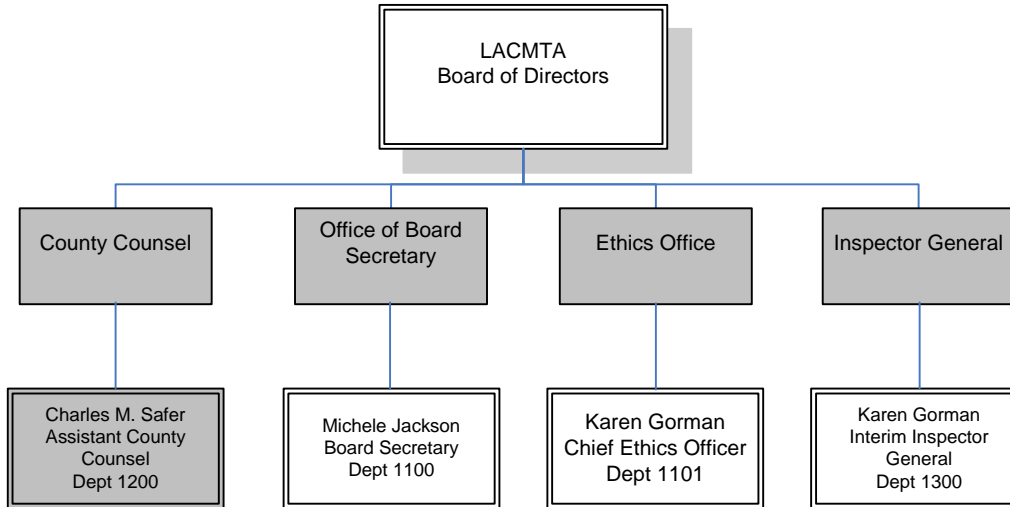 LACMTA
Board of Directors
County Counsel
Office of Board
Secretary
Ethics Office
Inspector General
Charles M. Safer
Assistant County
Counsel
Dept 1200
Michele Jackson
Board Secretary
Dept 1100
Karen Gorman
Chief Ethics Officer
Dept 1101
Karen Gorman
Interim Inspector
General
Dept 1300